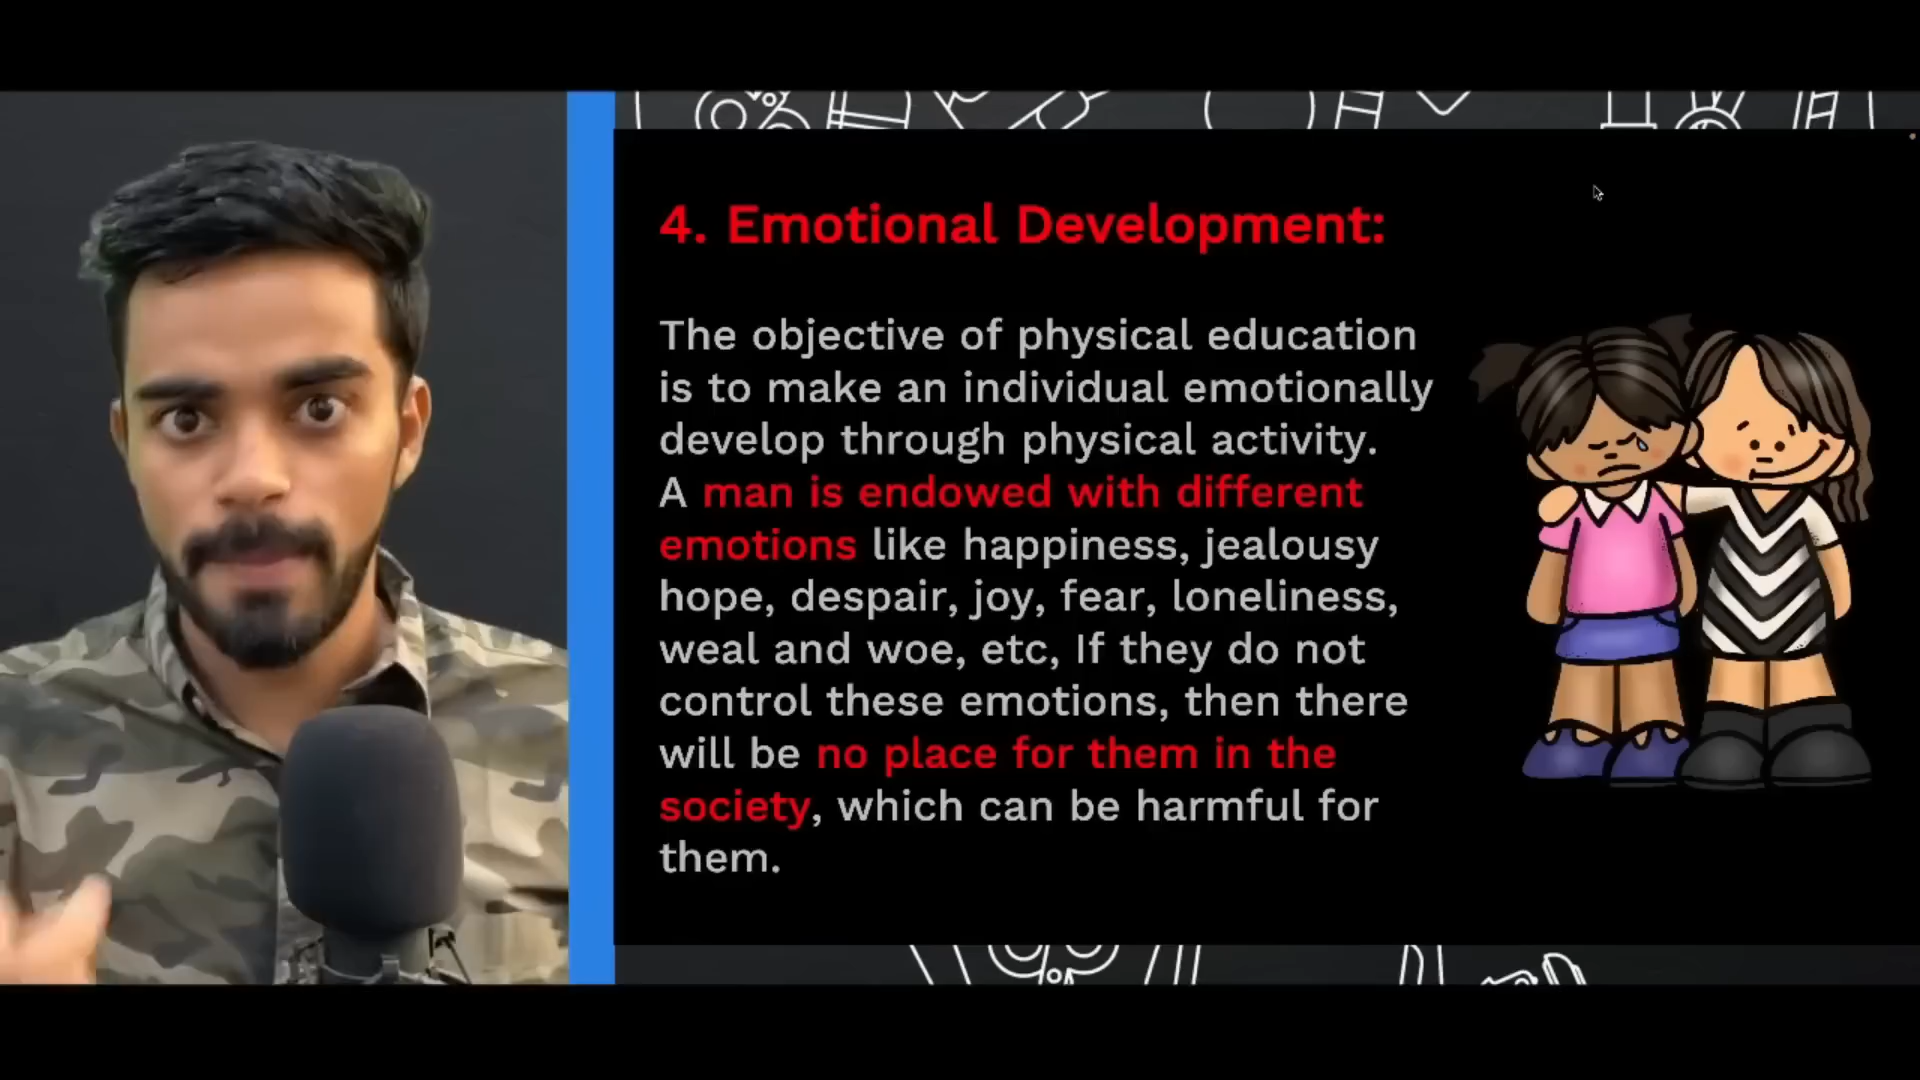 4. Emotional Development:
The objective of physical education
is to make an individual emotionally
develop through physical activity.
A man is endowed with different
emotions like happiness, jealousy
hope, despair, joy, fear, loneliness,
weal and woe, etc, If they do not
control these emotions, then there
will be no place for them in the
society, which can be harmful for
them.